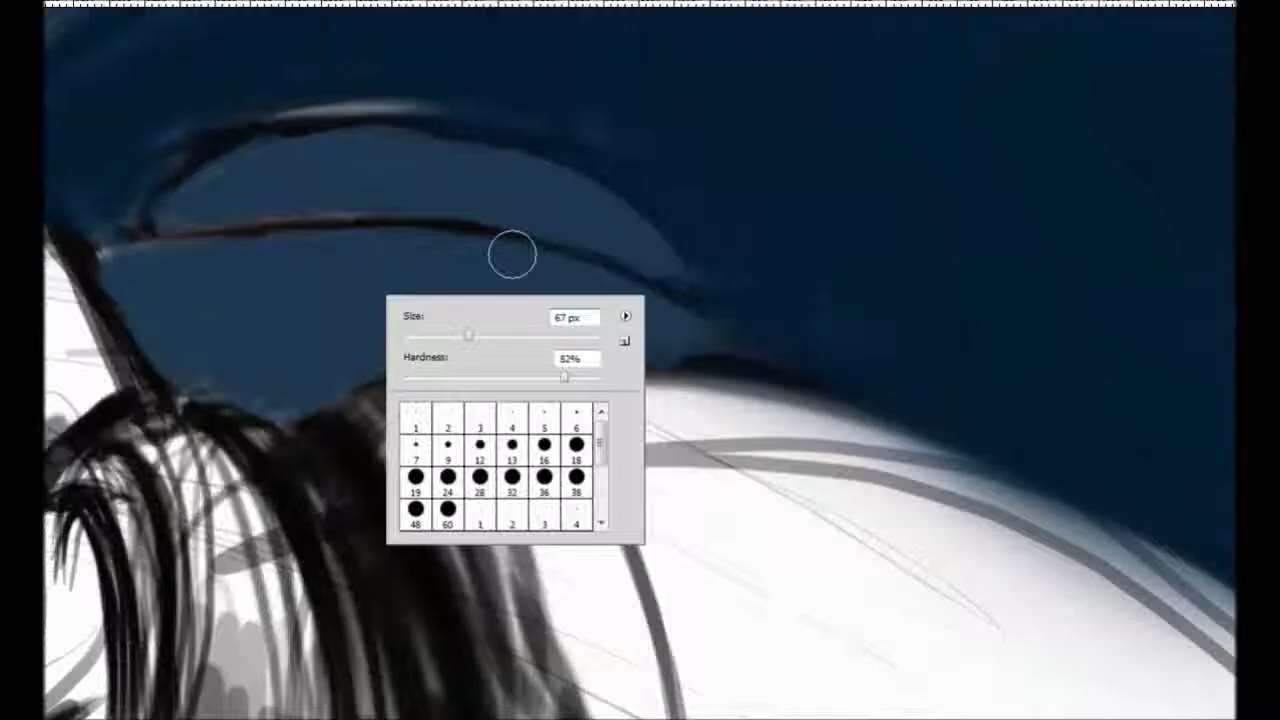 Size: 67 px
Hardness: 82%
1 2 3 4 5 6
7 9 12 13 16 18
19 24 28 32 36 38
48 60 1 2 3 4